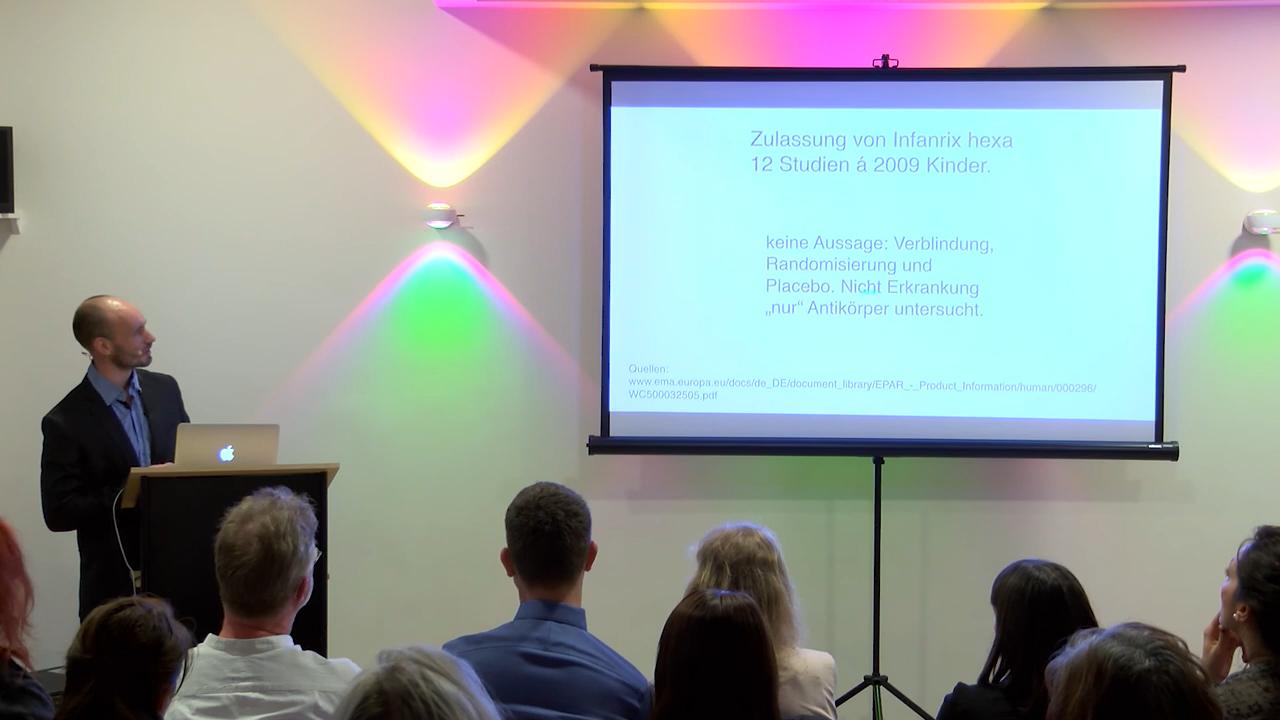 Zulassung von Infanrix hexa
12 Studien á 2009 Kinder.
keine Aussage: Verblindung,
Randomisierung und
Placebo. Nicht Erkrankung
„nur“ Antikörper untersucht.
Quellen:
www.ema.europa.eu/docs/de_DE/document_library/EPAR_-_Product_Information/human/000296/
WC500032505.pdf